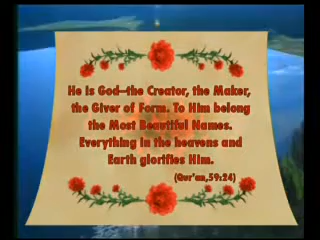 He is God–the Creator, the Maker,
the Giver of Form. To Him belong
the Most Beautiful Names.
Everything in the heavens and
Earth glorifies Him.
(Qur'an,59:24)